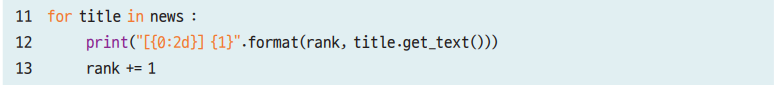 11 for title in news :
12 print("[{0:2d}] {1}".format(rank, title.get_text()))
13 rank += 1